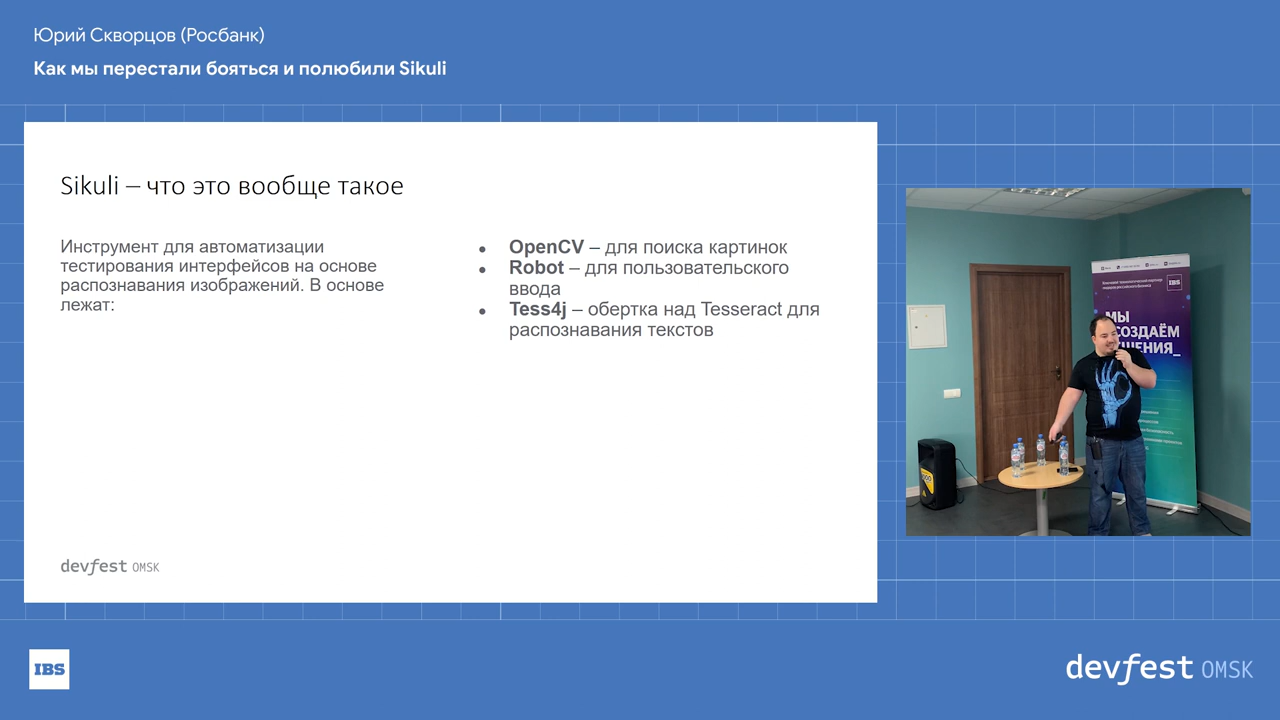 Юрий Скворцов (Росбанк)
Как мы перестали бояться и полюбили Sikuli
Sikuli – что это вообще такое
Инструмент для автоматизации
тестирования интерфейсов на основе
распознавания изображений. В основе
лежат:
● OpenCV – для поиска картинок
● Robot – для пользовательского
ввода
● Tess4j – обертка над Tesseract для
распознавания текстов
devfest OMSK
IBS
МЫ
СОЗДАЁМ
РЕШЕНИЯ_
IBS
devfest OMSK